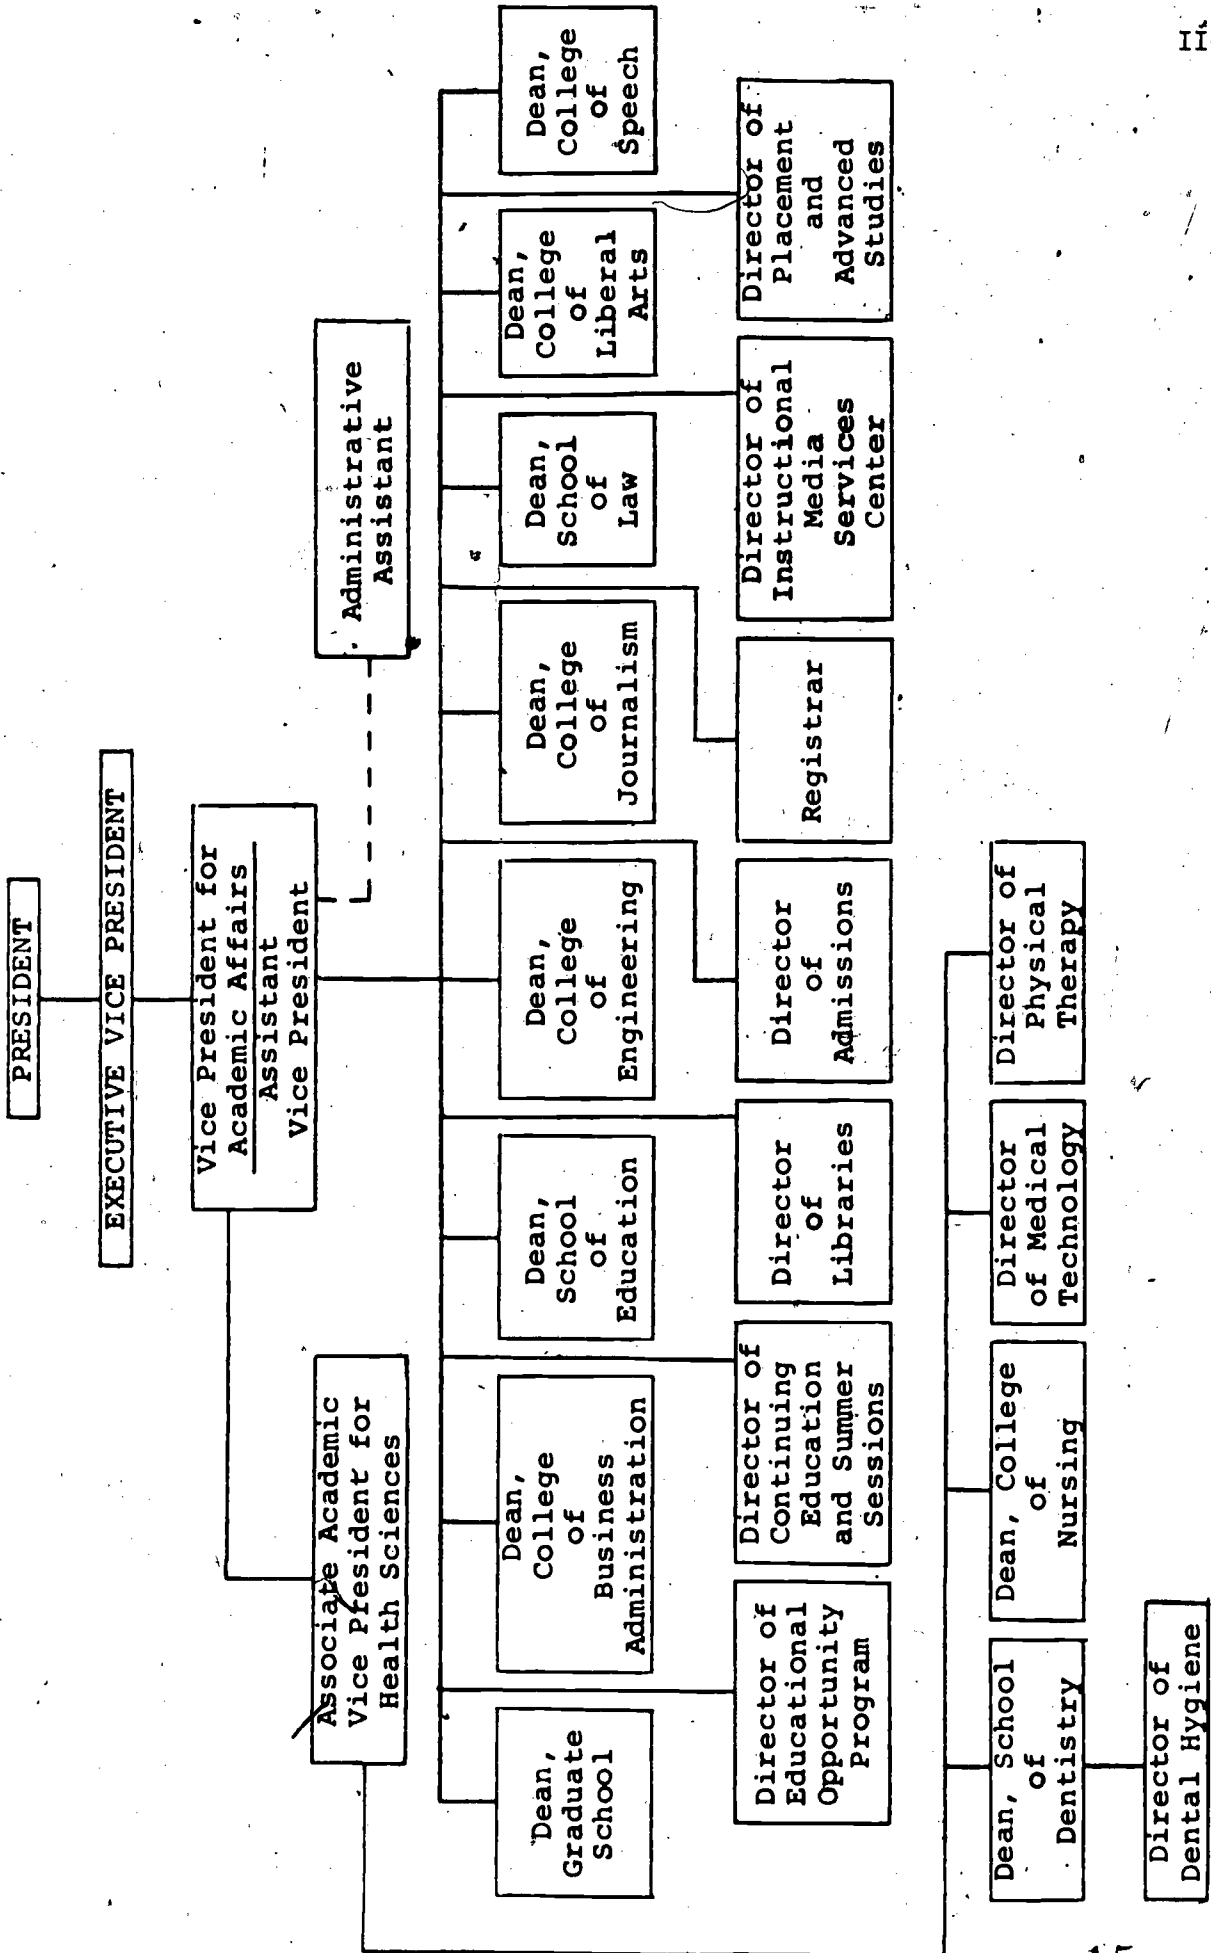 PRESIDENT
EXECUTIVE VICE PRESIDENT
Vice President for
Academic Affairs
Assistant
Vice President
Associate Academic
Vice President for
Health Sciences
Administrative
Assistant
Dean,
Graduate
School
Dean,
College
of
Business
Administration
Dean,
School
of
Education
Dean,
College
of
Engineering
Dean,
College
of
Journalism
Dean,
School
of
Law
Dean,
College
of
Liberal
Arts
Dean,
College
of
Speech
Director of
Educational
Opportunity
Program
Director of
Continuing
Education
and Summer
Sessions
Director
of
Libraries
Director
of
Admissions
Registrar
Director of
Instructional
Media
Services
Center
Director of
Placement
and
Advanced
Studies
Dean, School
of
Dentistry
Dean, College
of
Nursing
Director
of Medical
Technology
Director of
Physical
Therapy
Director of
Dental Hygiene
II